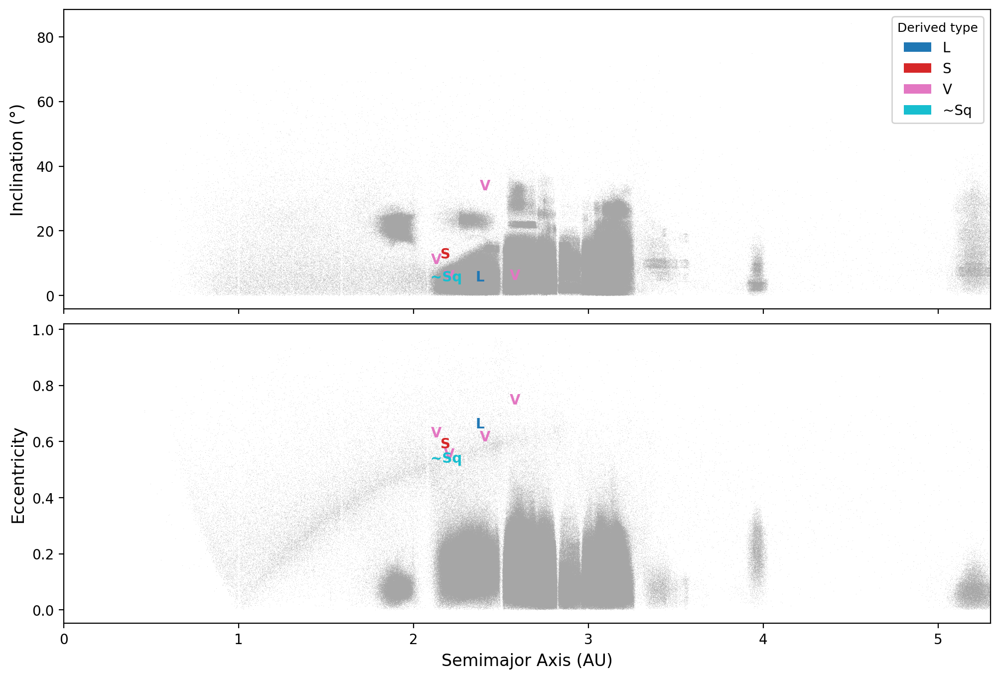 Derived type
L
S
V
~Sq
80
60
40
20
0
Inclination (°)
V
S
V
V
~Sq
L
V
1.0
0.8
0.6
0.4
0.2
0.0
Eccentricity
V
L
V
V
S
V
~Sq
0 1 2 3 4 5
Semimajor Axis (AU)